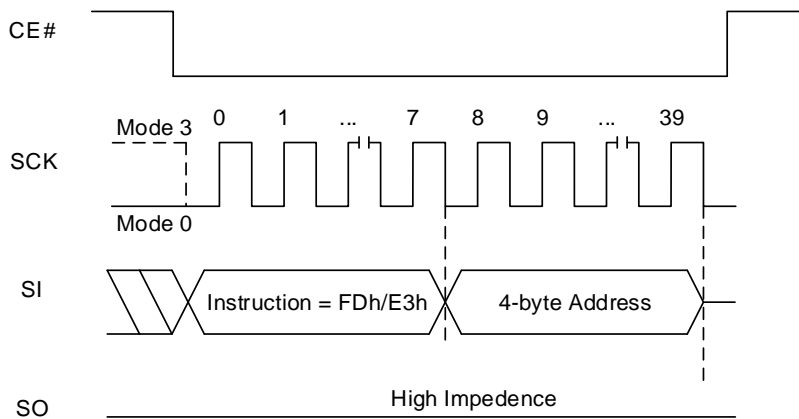 CE#
0 1 ... 7 8 9 ... 39
Mode 3
SCK
Mode 0
SI
Instruction = FDh/E3h
4-byte Address
High Impedence
SO